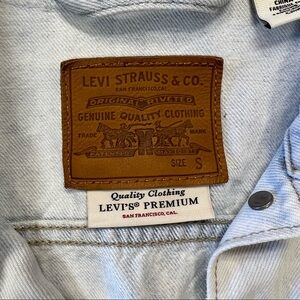 CHINA
LEVI STRAUSS & CO.
SAN FRANCISCO, CAL.
ORIGINAL RIVETED
GENUINE QUALITY CLOTHING
TRADE MARK
SIZE S
Quality Clothing
LEVI'S® PREMIUM
SAN FRANCISCO, CAL.